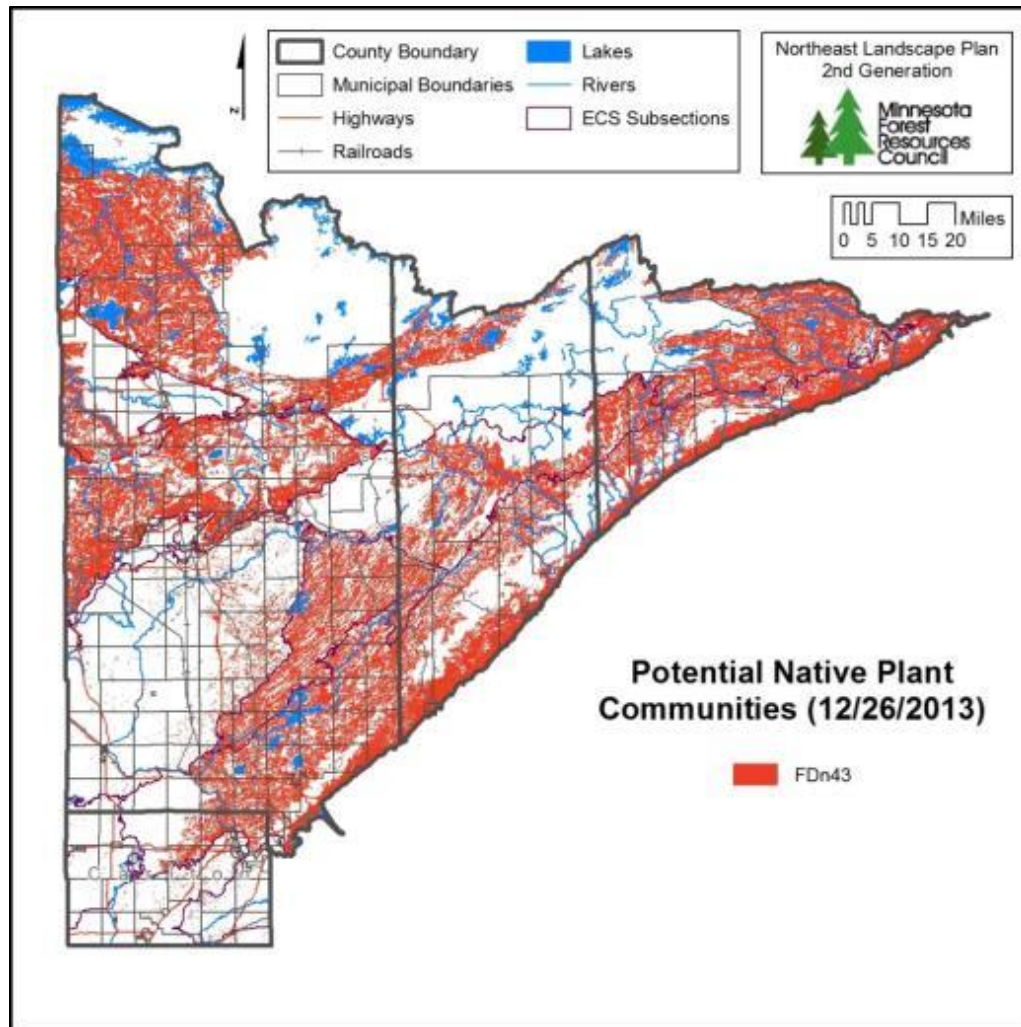 County Boundary
Lakes
Municipal Boundaries
Rivers
Highways
ECS Subsections
Railroads
Northeast Landscape Plan
2nd Generation
Minnesota
Forest
Resources
Council
Miles
0 5 10 15 20
Potential Native Plant
Communities (12/26/2013)
FDn43